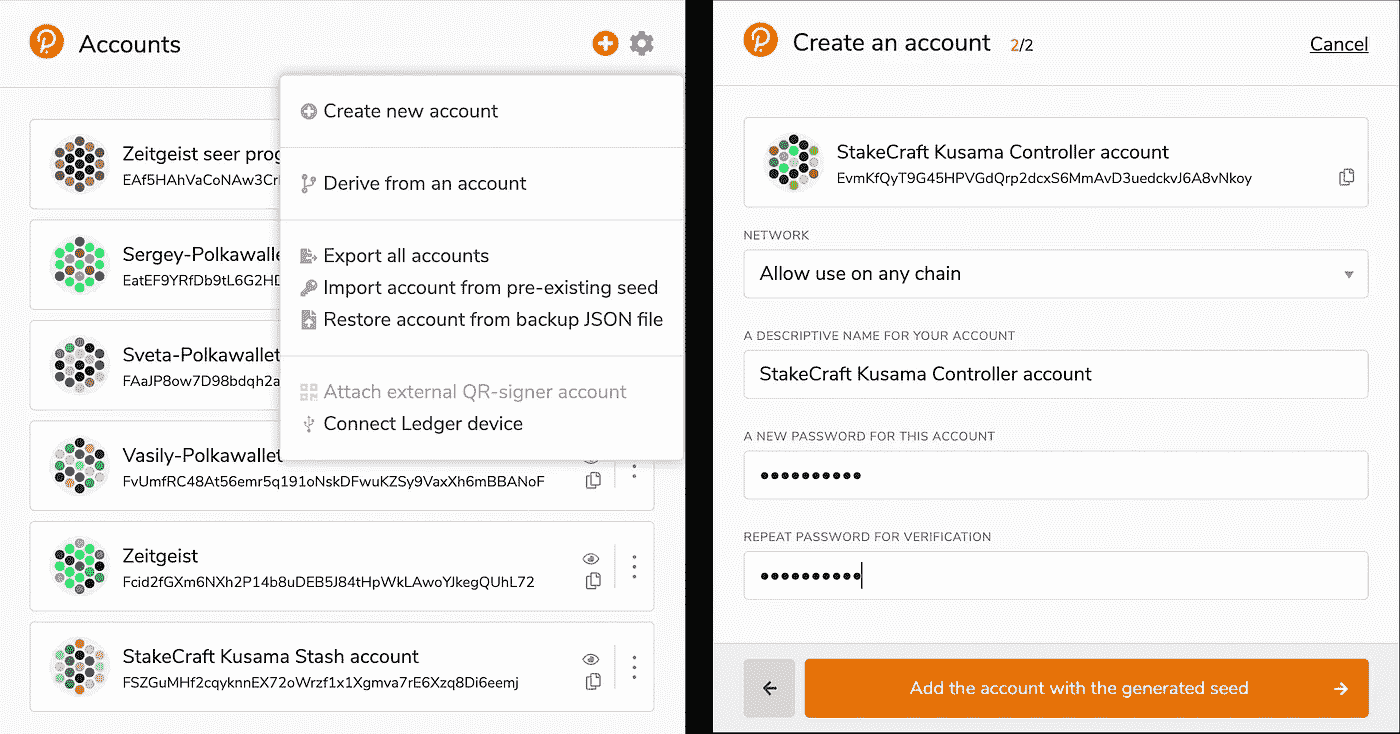 Accounts
Create new account
Derive from an account
Export all accounts
Import account from pre-existing seed
Restore account from backup JSON file
Attach external QR-signer account
Connect Ledger device
Zeitgeist seer prog
EAf5HAhVaCoNAw3Cr
Sergey-Polkawalle
EatEF9YRfDb9tL6G2HD
Sveta-Polkawallet
FAaJP8ow7D98bdqh2a
Vasily-Polkawallet
FvUmfRC48At56emr5q191oNskDFwuKZSy9VaxXh6mBBANoF
Zeitgeist
Fcid2fGXm6NXh2P14b8uDEB5J84tHpWkLAwoYJkegQUhL72
StakeCraft Kusama Stash account
FSZGuMHf2cqyknnEX72oWrzf1x1Xgmva7rE6Xzq8Di6eemj
Create an account 2/2
Cancel
StakeCraft Kusama Controller account
EvmKfQyT9G45HPVGdQrp2dcxS6MmAvD3uedckvJ6A8vNkoy
NETWORK
Allow use on any chain
A DESCRIPTIVE NAME FOR YOUR ACCOUNT
StakeCraft Kusama Controller account
A NEW PASSWORD FOR THIS ACCOUNT
REPEAT PASSWORD FOR VERIFICATION
Add the account with the generated seed